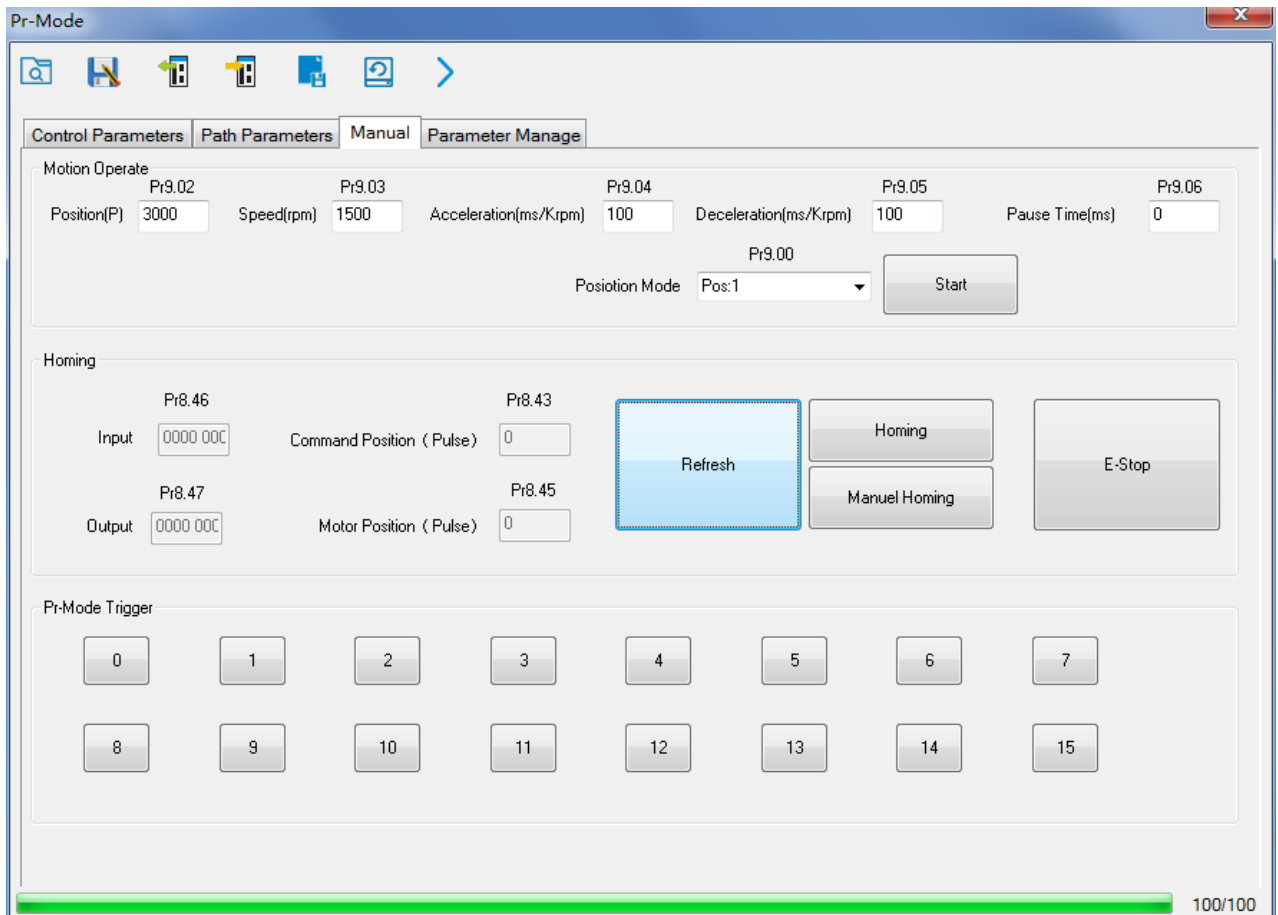 Pr-Mode
x
Control Parameters Path Parameters Manual Parameter Manage
Motion Operate
Pr9.02 Pr9.03 Pr9.04 Pr9.05 Pr9.06
Position(P) 3000 Speed(rpm) 1500 Acceleration(ms/Krpm) 100 Deceleration(ms/Krpm) 100 Pause Time(ms) 0
Pr9.00
Posiotion Mode Pos:1 Start
Homing
Pr8.46 Pr8.43
Input 0000 000 Command Position ( Pulse ) 0 Refresh Homing E-Stop
Pr8.47 Pr8.45 Manuel Homing
Output 0000 000 Motor Position ( Pulse ) 0
Pr-Mode Trigger
0 1 2 3 4 5 6 7
8 9 10 11 12 13 14 15
100/100